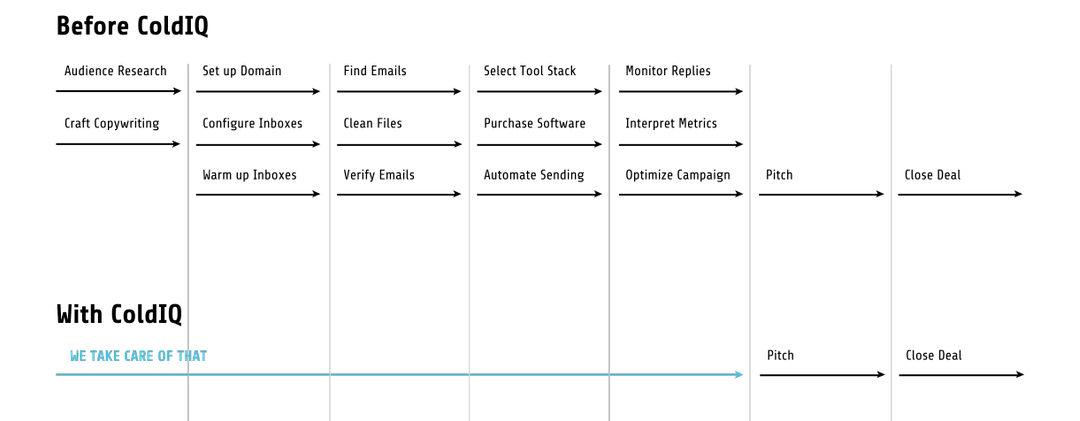 Before ColdIQ
Audience Research
Set up Domain
Find Emails
Select Tool Stack
Monitor Replies
Craft Copywriting
Configure Inboxes
Clean Files
Purchase Software
Interpret Metrics
Warm up Inboxes
Verify Emails
Automate Sending
Optimize Campaign
Pitch
Close Deal
With ColdIQ
WE TAKE CARE OF THAT
Pitch
Close Deal